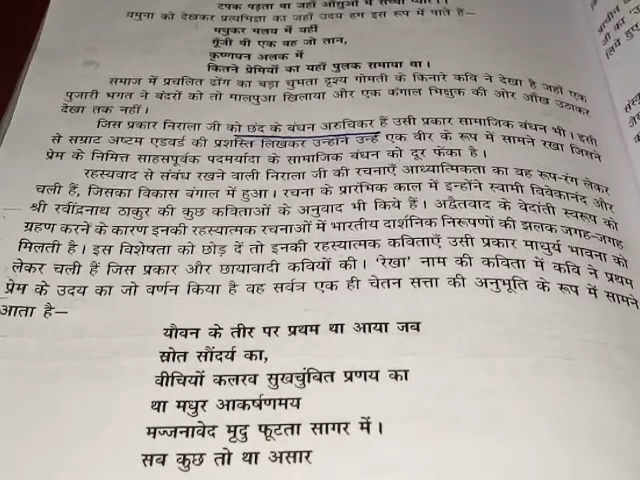 टपक पड़ता था जहाँ आँसुओं में सच्चा प्यार।।
यमुना को देखकर प्रत्यभिज्ञा का जहाँ उदय हम इस रूप में पाते हैं—
मधुकर मलय में यहीं
गूँजी थी एक वह जो तान,
कृष्णघन अलक में
कितने प्रेमियों का यहाँ पुलक समाया था।
समाज में प्रचलित ढोंग का बड़ा चुभता दृश्य गोमती के किनारे कवि ने देखा है जहाँ एक
पुजारी भगत ने बंदरों को तो मालपुआ खिलाया और एक कंगाल भिक्षुक की ओर आँख उठाकर
देखा तक नहीं।
जिस प्रकार निराला जी को छंद के बंधन अरुचिकर हैं उसी प्रकार सामाजिक बंधन भी। इसी
से सम्राट अष्टम एडवर्ड की प्रशस्ति लिखकर उन्होंने उन्हें एक वीर के रूप में सामने रखा जिसने
प्रेम के निमित्त साहसपूर्वक पदमर्यादा के सामाजिक बंधन को दूर फेंका है।
रहस्यवाद से संबंध रखने वाली निराला जी की रचनाएँ आध्यात्मिकता का वह रूप-रंग लेकर
चली हैं, जिसका विकास बंगाल में हुआ। रचना के प्रारंभिक काल में इन्होंने स्वामी विवेकानंद और
श्री रवींद्रनाथ ठाकुर की कुछ कविताओं के अनुवाद भी किये हैं। अद्वैतवाद के वेदांती स्वरूप को
ग्रहण करने के कारण इनकी रहस्यात्मक रचनाओं में भारतीय दार्शनिक निरूपणों की झलक जगह-जगह
मिलती है। इस विशेषता को छोड़ दें तो इनकी रहस्यात्मक कविताएँ उसी प्रकार माधुर्य भावना को
लेकर चली हैं जिस प्रकार और छायावादी कवियों की। 'रेखा' नाम की कविता में कवि ने प्रथम
प्रेम के उदय का जो वर्णन किया है वह सर्वत्र एक ही चेतन सत्ता की अनुभूति के रूप में सामने
आता है—
यौवन के तीर पर प्रथम था आया जब
स्रोत सौंदर्य का,
वीचियों कलरव सुखचुंबित प्रणय का
था मधुर आकर्षणमय
मज्जनावेद मृदु फूटता सागर में।
सब कुछ तो था असार
प्राचीन
जी का
लिये हुए